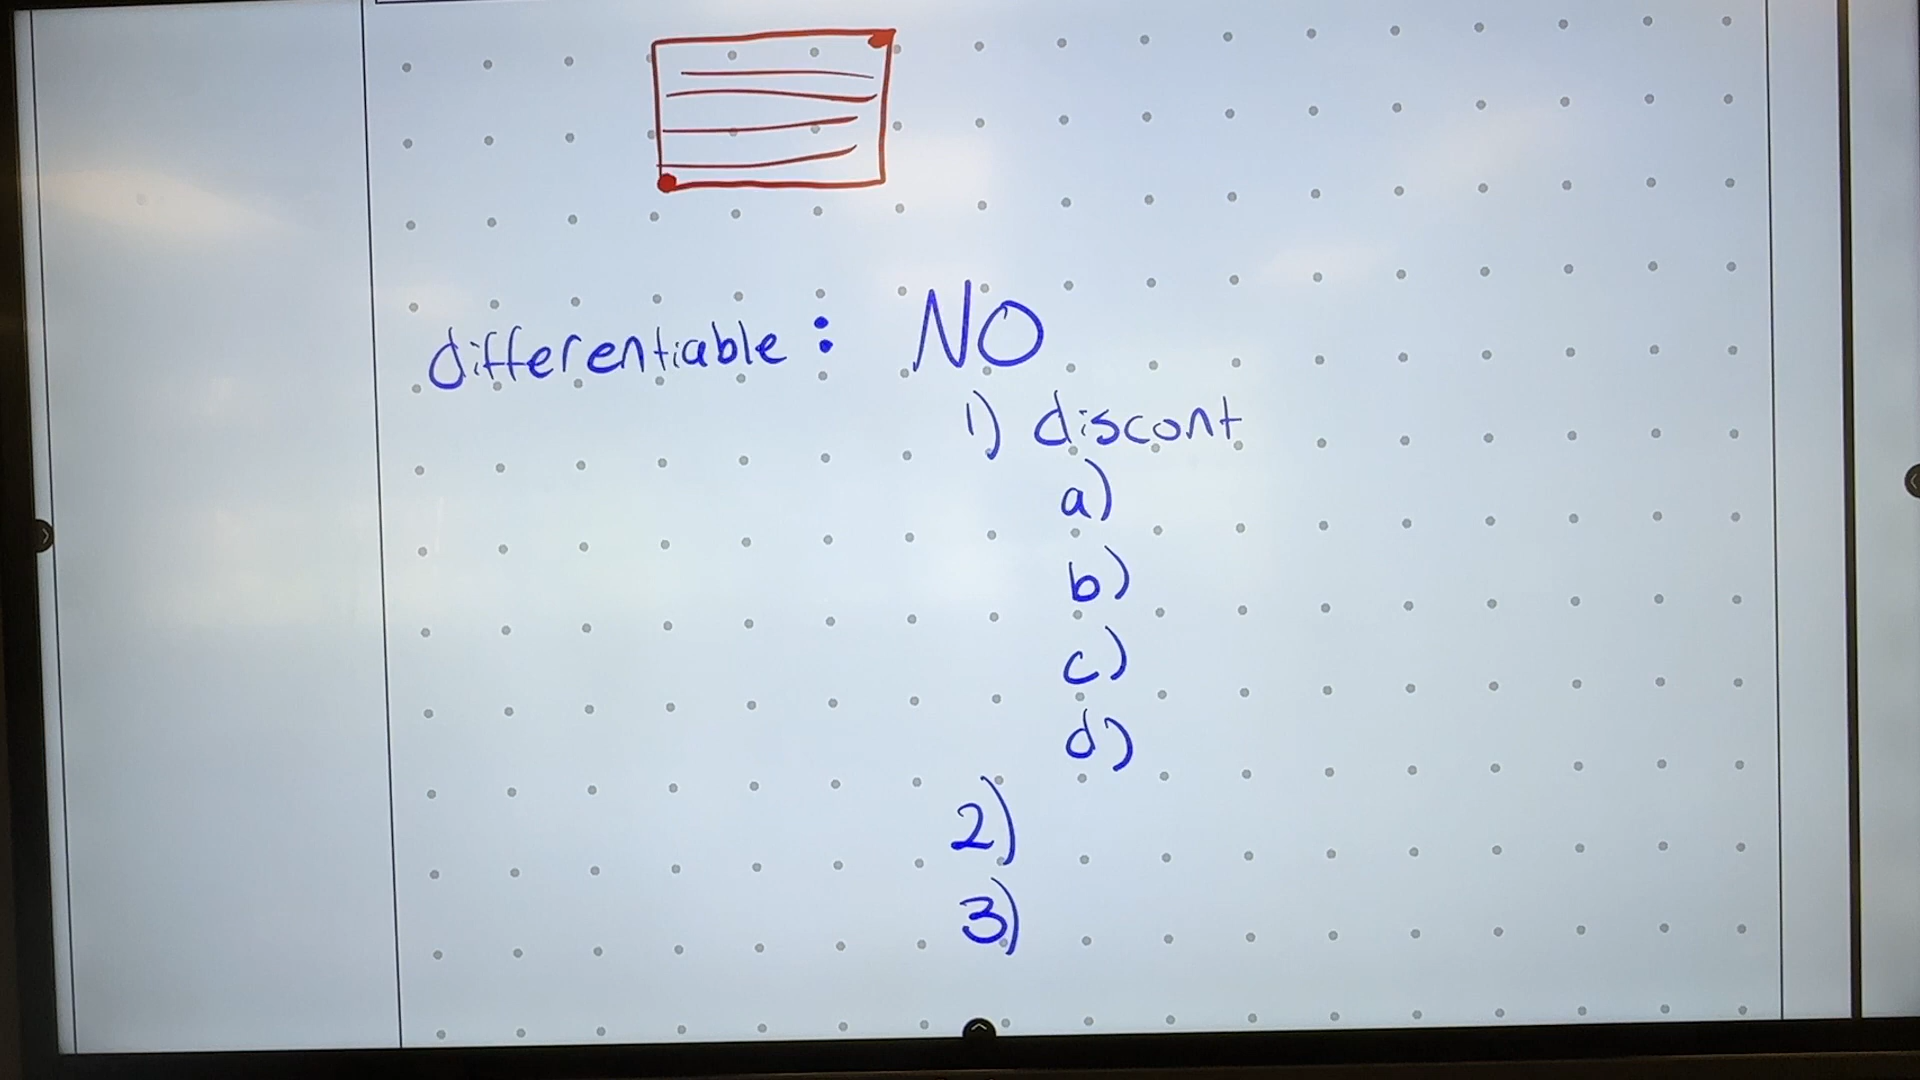 differentiable: NO
1) discont.
a)
b)
c)
d)
2)
3)